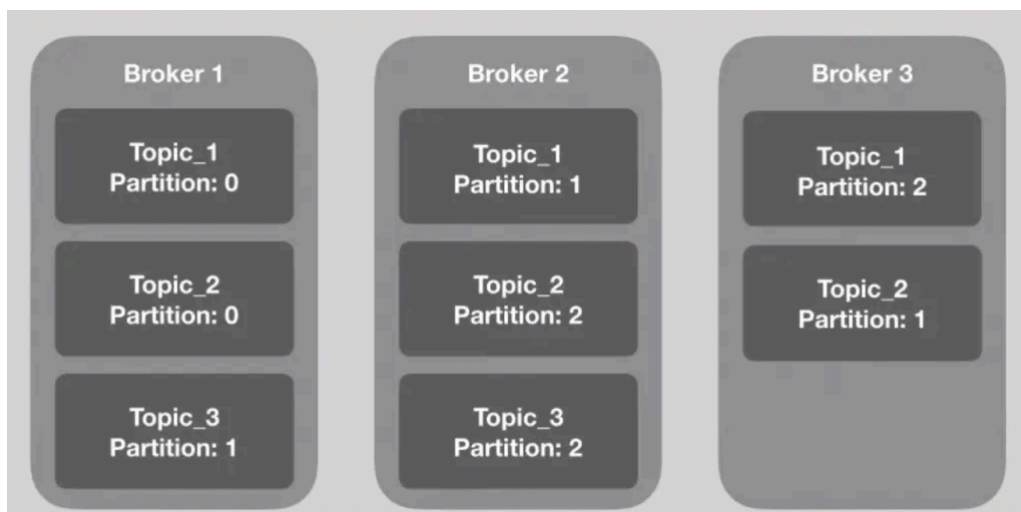 Broker 1
Topic_1
Partition: 0
Topic_2
Partition: 0
Topic_3
Partition: 1
Broker 2
Topic_1
Partition: 1
Topic_2
Partition: 2
Topic_3
Partition: 2
Broker 3
Topic_1
Partition: 2
Topic_2
Partition: 1